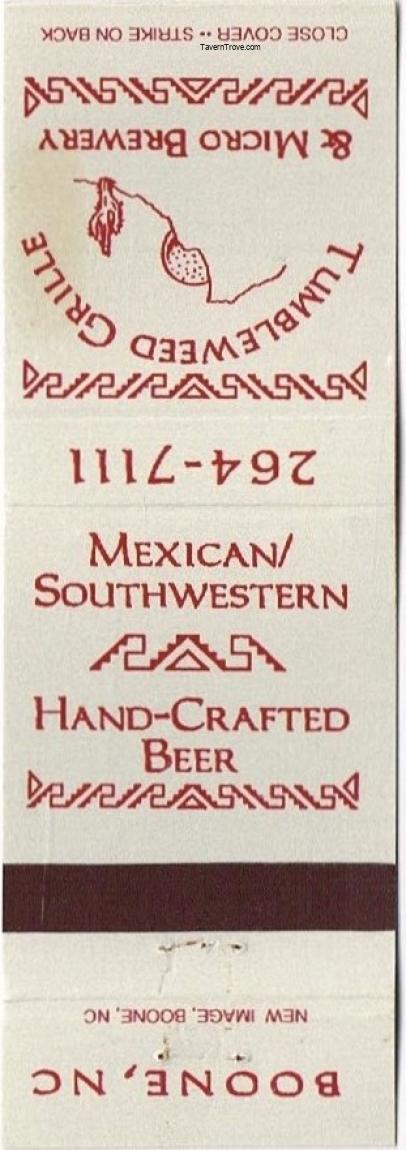 CLOSE COVER •• STRIKE ON BACK
TavernTrove.com
& MICRO BREWERY
TUMBLEWEED GRILLE
264-7111
MEXICAN/
SOUTHWESTERN
HAND-CRAFTED
BEER
NEW IMAGE, BOONE, NC
BOONE, NC